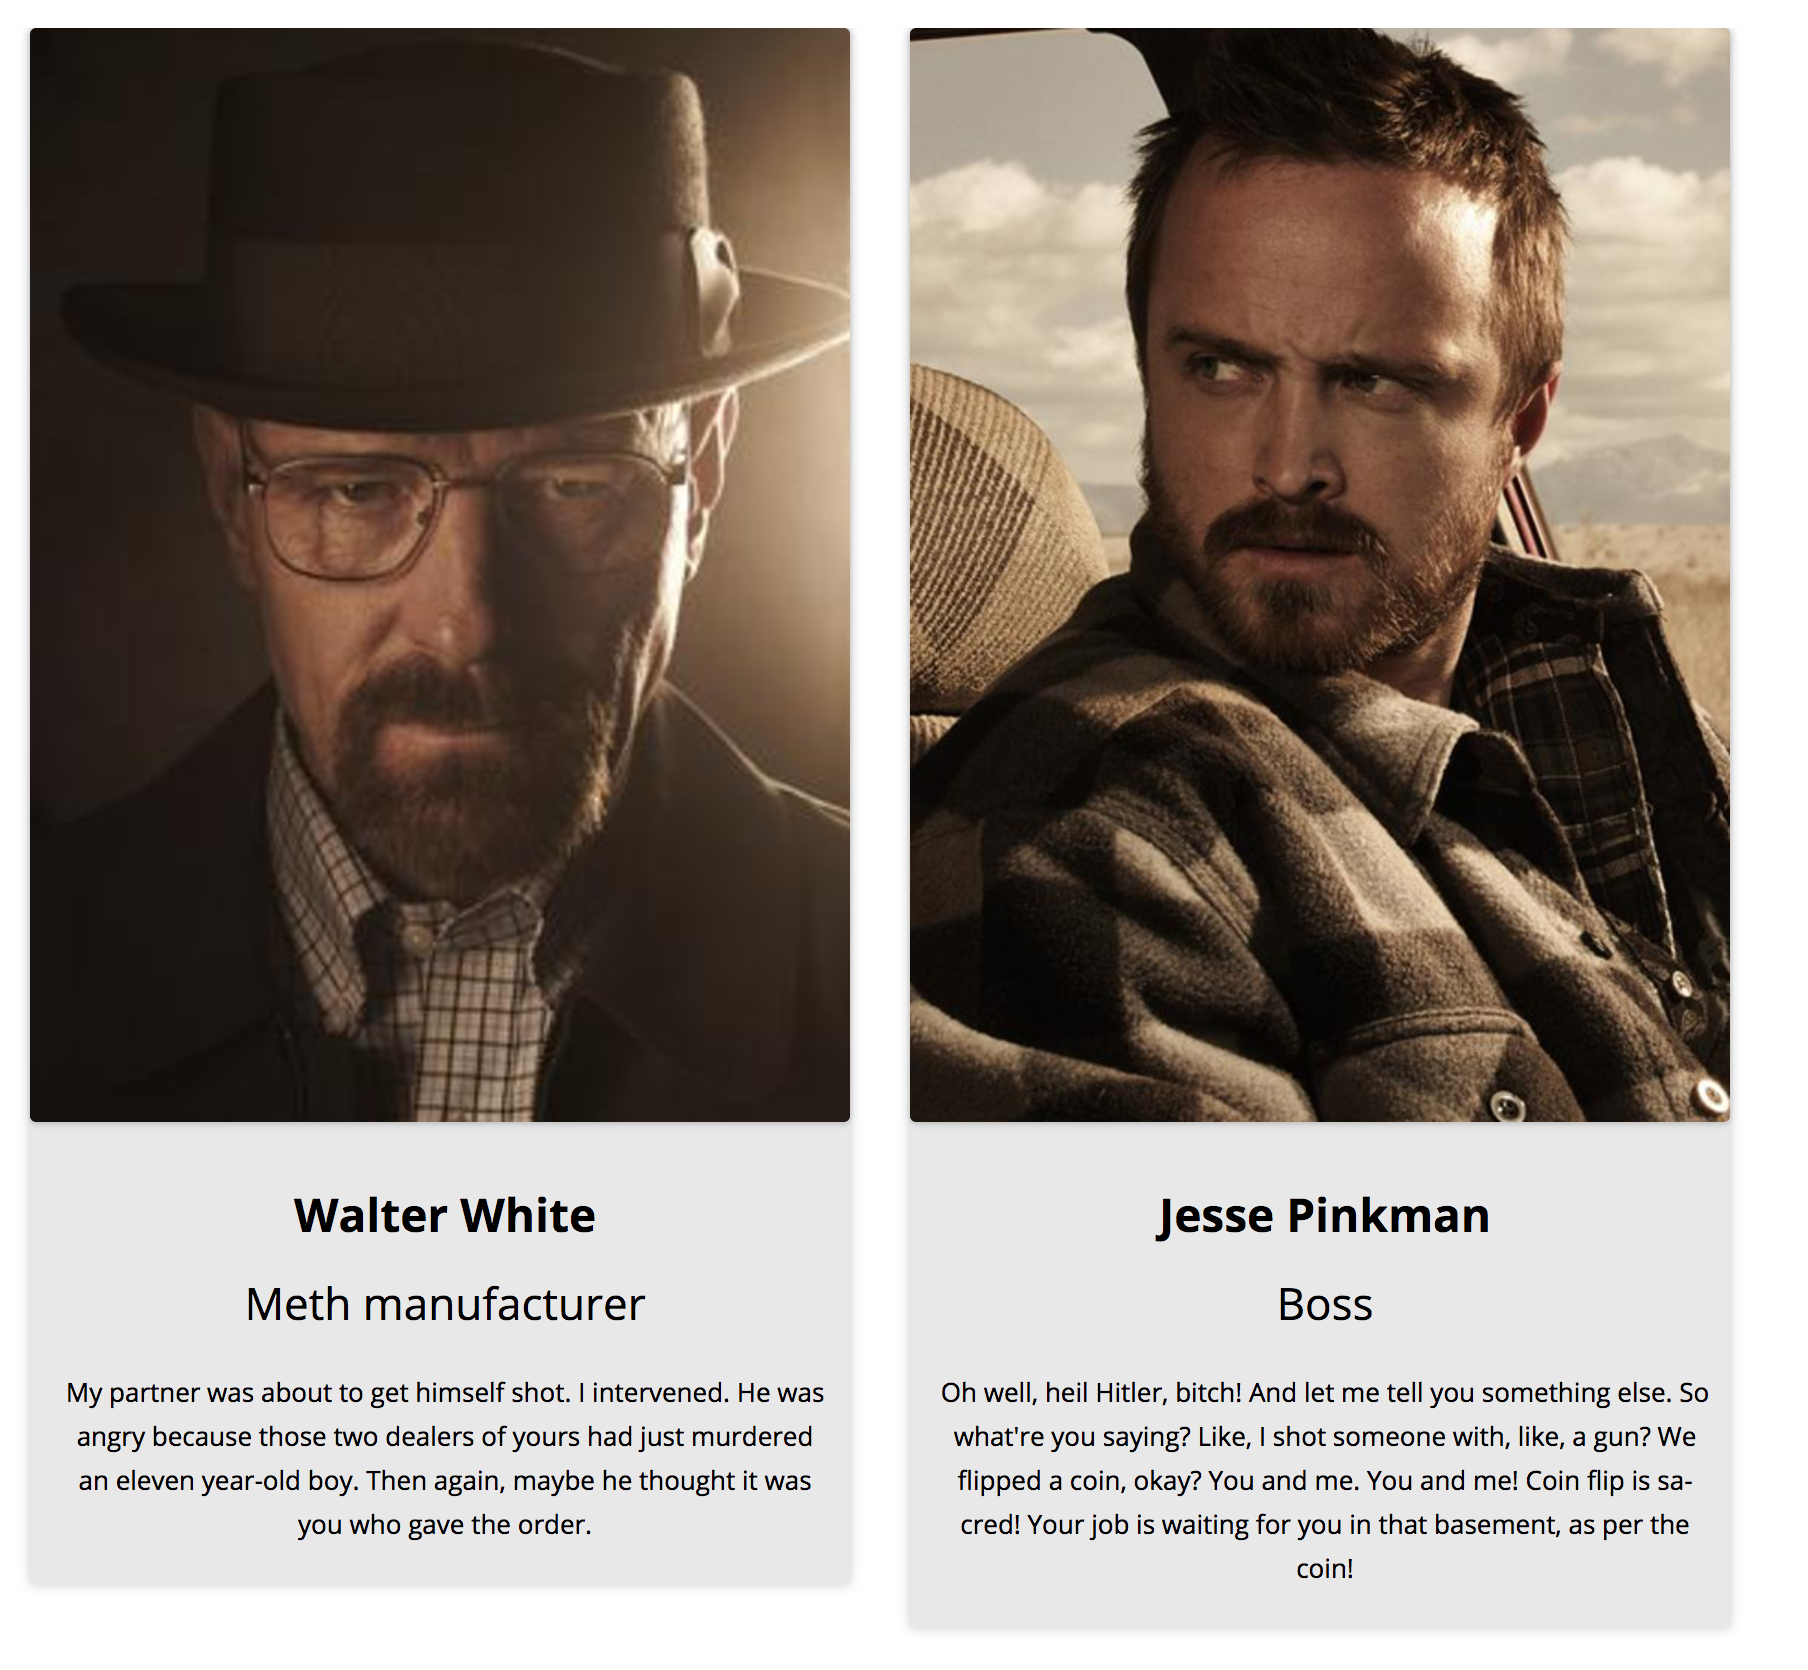 Walter White
Meth manufacturer
My partner was about to get himself shot. I intervened. He was
angry because those two dealers of yours had just murdered
an eleven year-old boy. Then again, maybe he thought it was
you who gave the order.
Jesse Pinkman
Boss
Oh well, heil Hitler, bitch! And let me tell you something else. So
what're you saying? Like, I shot someone with, like, a gun? We
flipped a coin, okay? You and me. You and me! Coin flip is sa-
cred! Your job is waiting for you in that basement, as per the
coin!